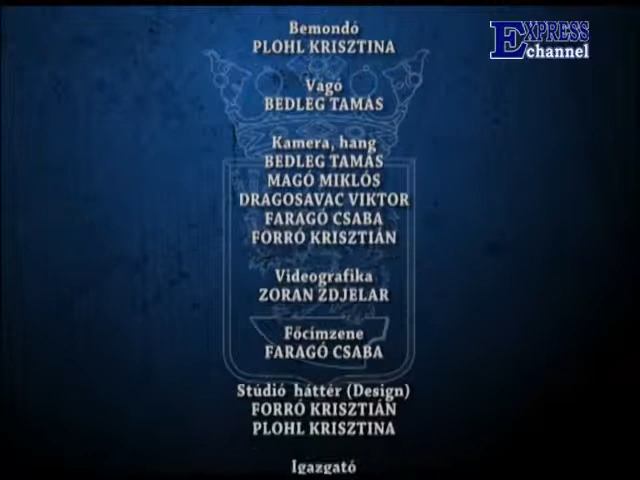 EXPRESS
channel
Bemondó
PLOHL KRISZTINA
Vágó
BEDLEG TAMÁS
Kamera, hang
BEDLEG TAMÁS
MAGÓ MIKLÓS
DRAGOSAVAC VIKTOR
FARAGÓ CSABA
FORRÓ KRISZTIÁN
Videografika
ZORAN ZDJELAR
Főcímzene
FARAGÓ CSABA
Stúdió háttér (Design)
FORRÓ KRISZTIÁN
PLOHL KRISZTINA
Igazgató